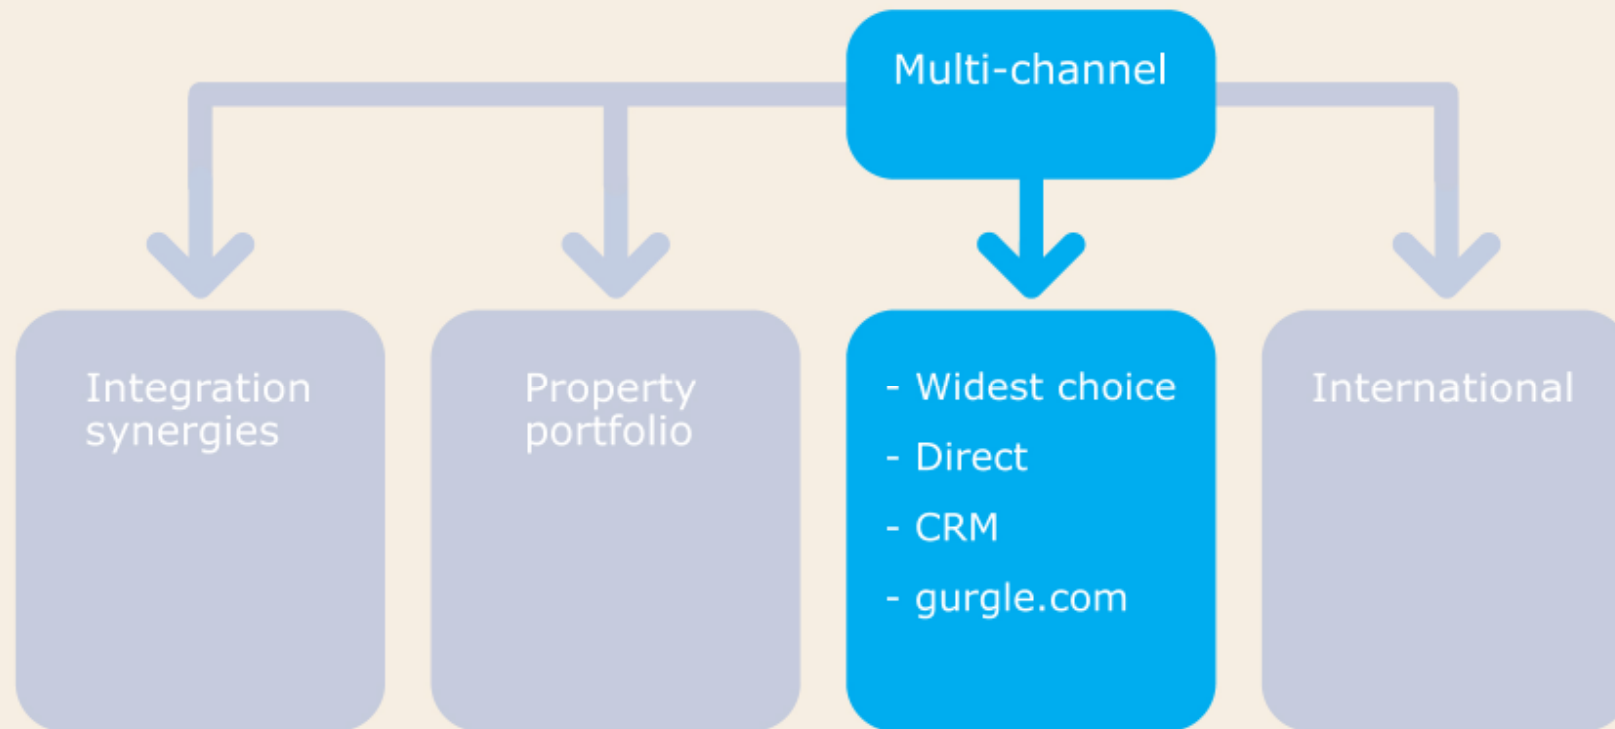 Multi-channel
Integration
synergies
Property
portfolio
- Widest choice
- Direct
- CRM
- gurgle.com
International